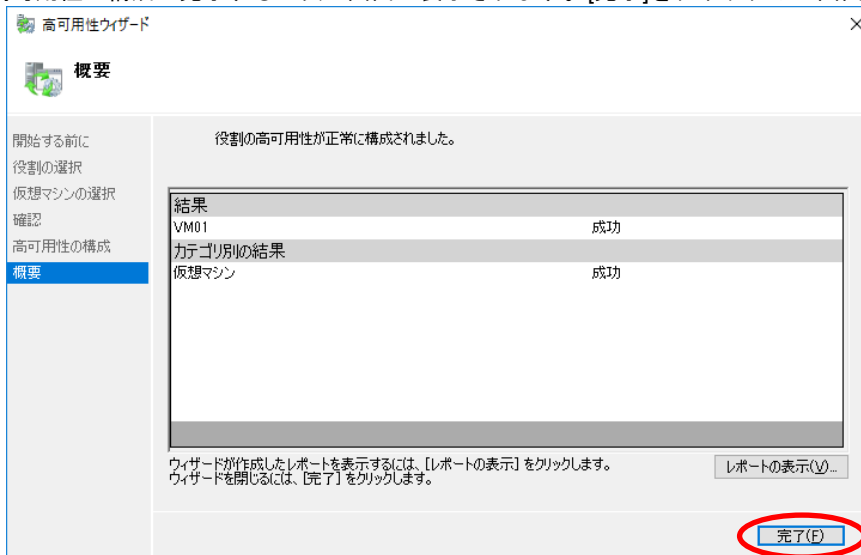 高可用性ウィザード
概要
開始する前に
役割の選択
仮想マシンの選択
確認
高可用性の構成
概要
役割の高可用性が正常に構成されました。
結果
VM01 成功
カテゴリ別の結果
仮想マシン 成功
ウィザードが作成したレポートを表示するには、[レポートの表示] をクリックします。
ウィザードを閉じるには、[完了] をクリックします。
レポートの表示(V)...
完了(F)